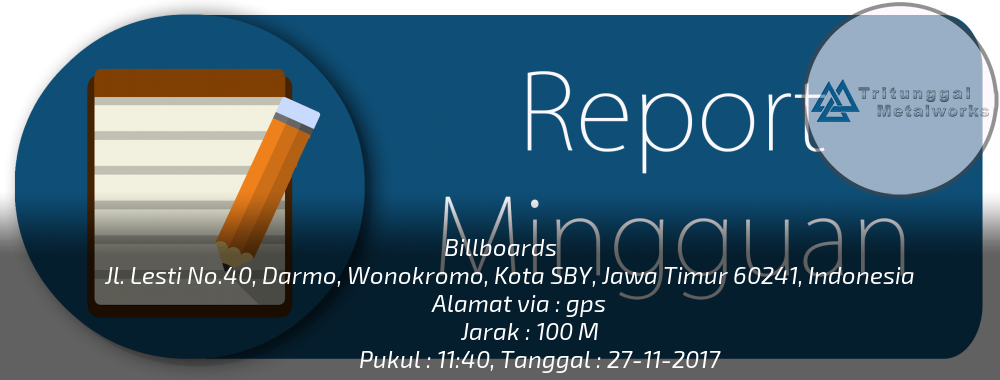 Report
Tritunggal
Metalworks
Mingguan
Billboards
Jl. Lesti No.40, Darmo, Wonokromo, Kota SBY, Jawa Timur 60241, Indonesia
Alamat via : gps
Jarak : 100 M
Pukul : 11:40, Tanggal : 27-11-2017